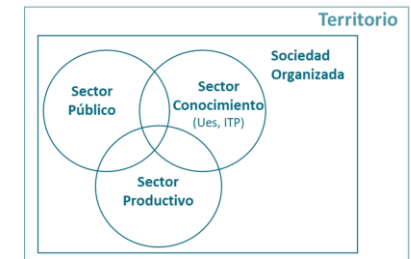 Territorio
Sociedad
Organizada
Sector
Público
Sector
Conocimiento
(Ues, ITP)
Sector
Productivo